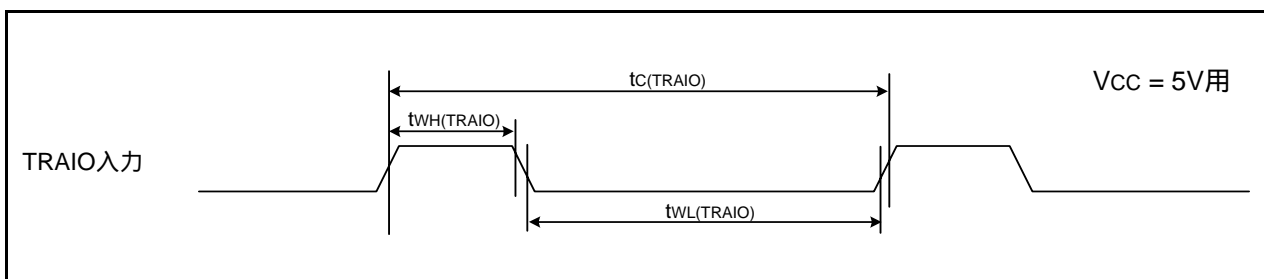 tC(TRAIO)
VCC = 5V用
tWH(TRAIO)
TRAIO入力
tWL(TRAIO)